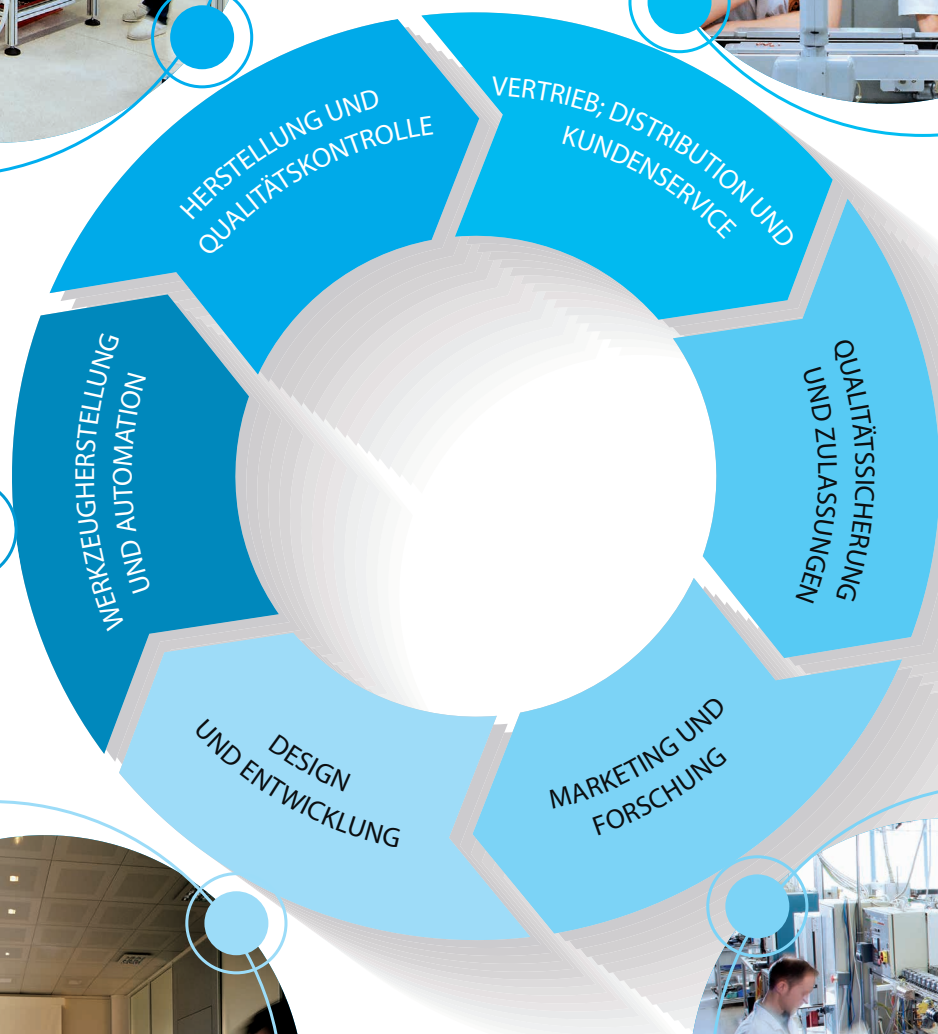 HERSTELLUNG UND
QUALITÄTSKONTROLLE
VERTRIEB; DISTRIBUTION UND
KUNDENSERVICE
QUALITÄTSSICHERUNG
UND ZULASSUNGEN
MARKETING UND
FORSCHUNG
DESIGN
UND ENTWICKLUNG
WERKZEUGHERSTELLUNG
UND AUTOMATION